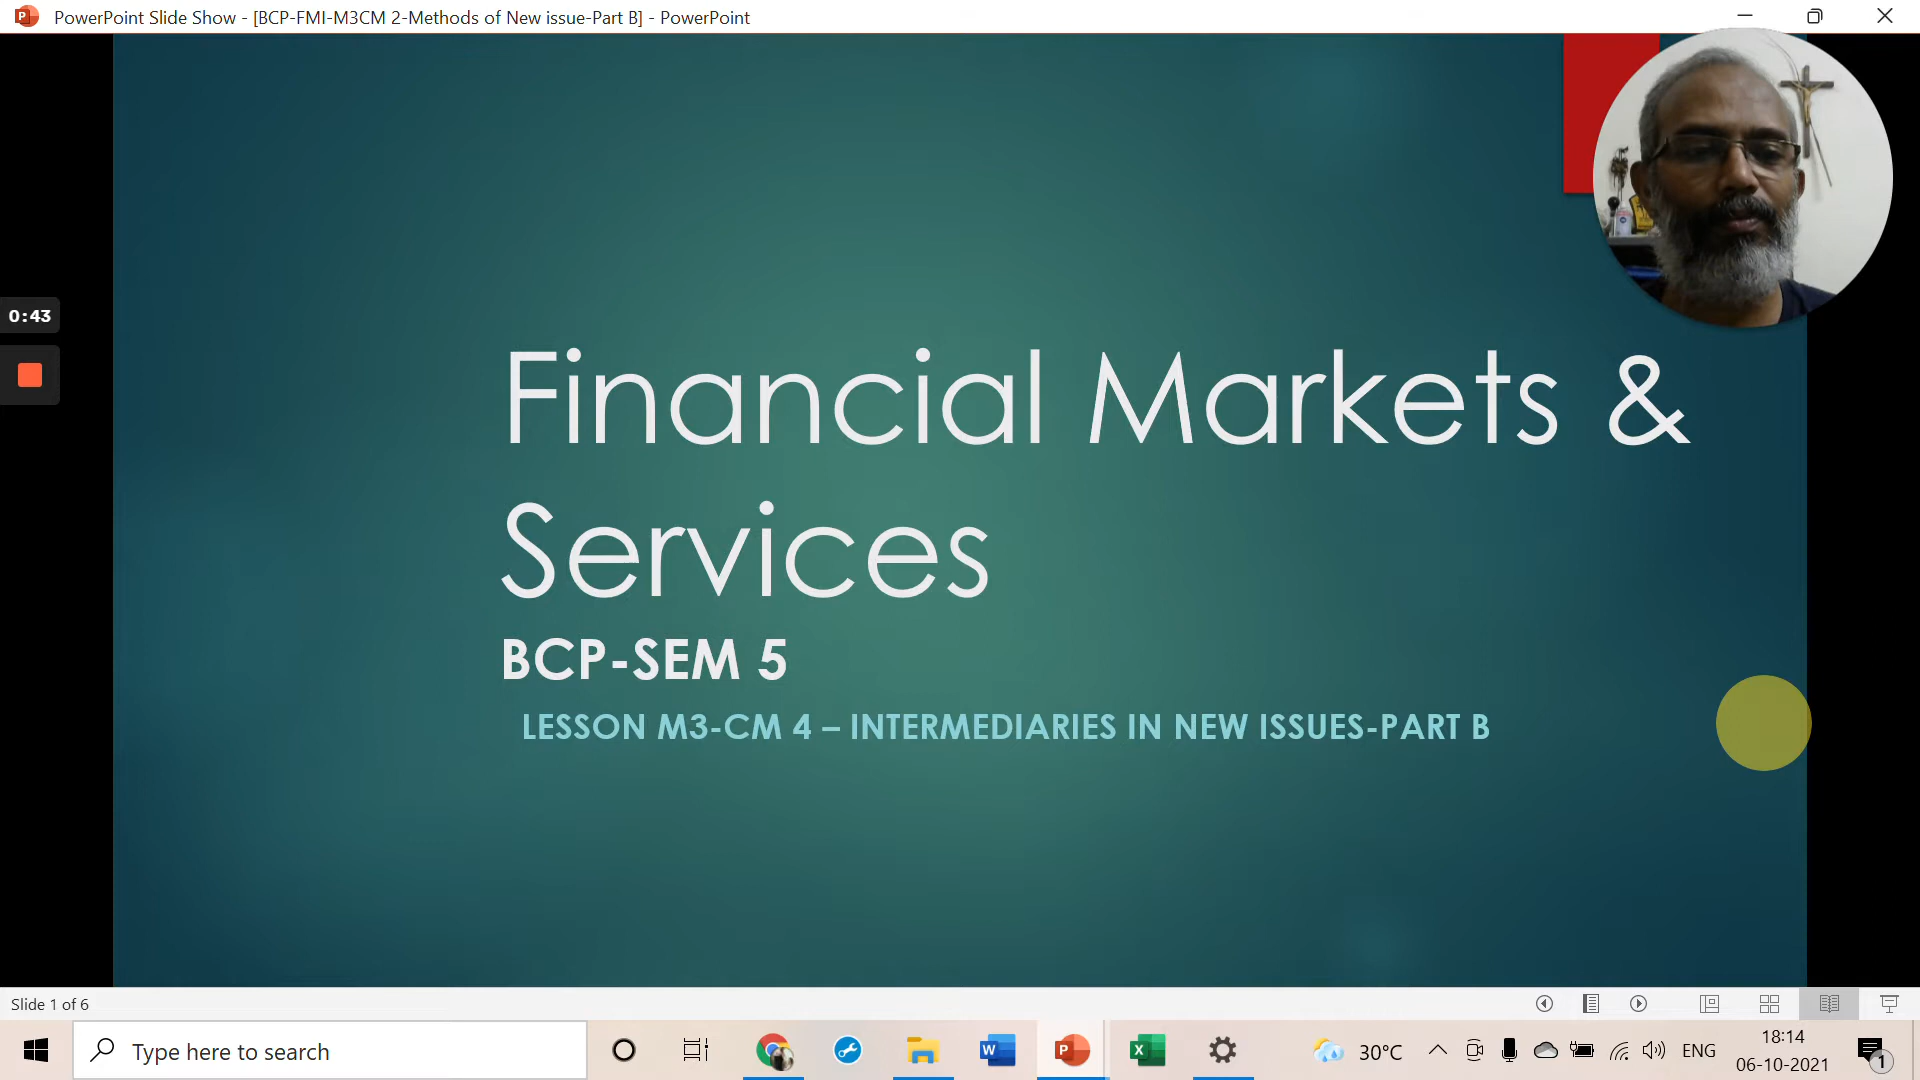 PowerPoint Slide Show - [BCP-FMI-M3CM 2-Methods of New issue-Part B] - PowerPoint
0:43
Financial Markets &
Services
BCP-SEM 5
LESSON M3-CM 4 – INTERMEDIARIES IN NEW ISSUES-PART B
Slide 1 of 6
Type here to search
30°C
ENG
18:14
06-10-2021
1